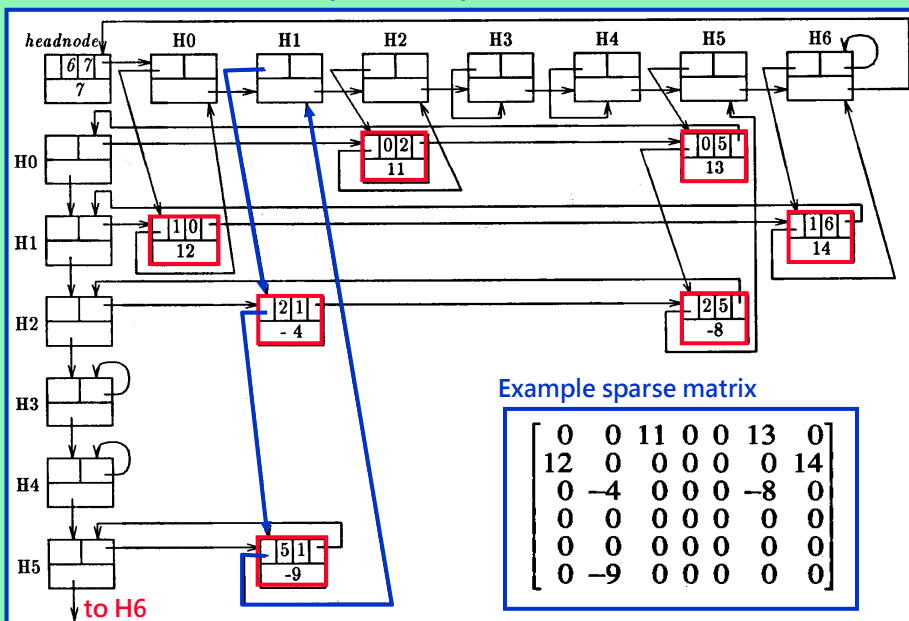 headnode H0 H1 H2 H3 H4 H5 H6
6 7
7
H0
0 2
11
0 5
13
H1
1 0
12
1 6
14
H2
2 1
- 4
2 5
-8
H3
H4
H5
5 1
-9
to H6
Example sparse matrix
0 0 11 0 0 13 0
12 0 0 0 0 0 14
0 –4 0 0 0 –8 0
0 0 0 0 0 0 0
0 0 0 0 0 0 0
0 –9 0 0 0 0 0